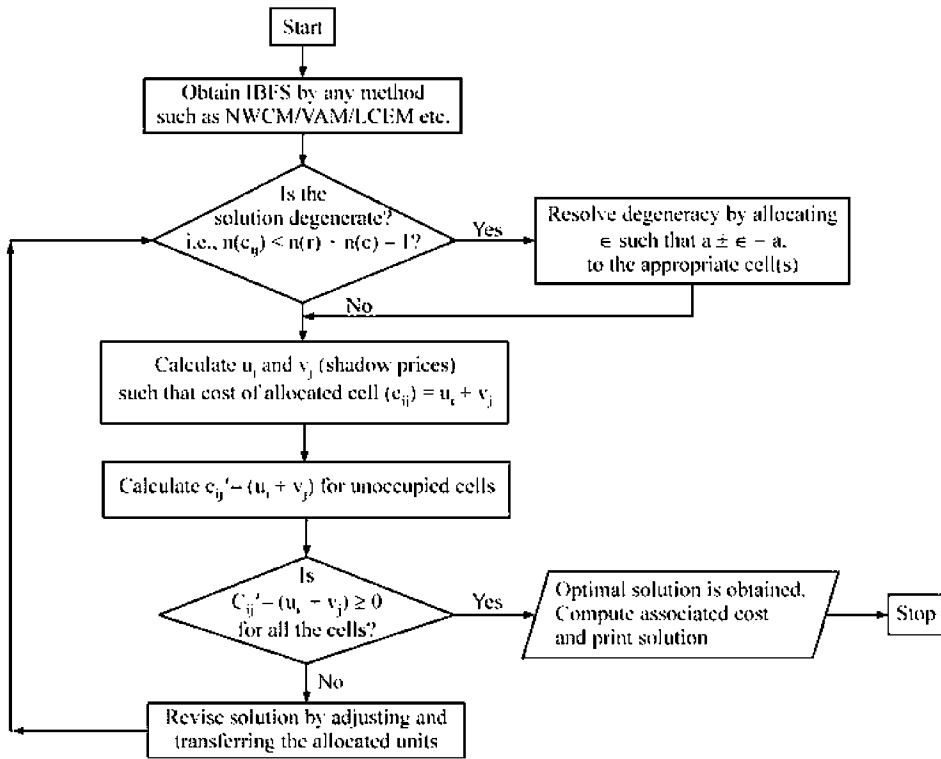 Start
Obtain IBFS by any method
such as NWCM/VAM/LCEM etc.
Is the
solution degenerate?
i.e., n(c_ij) < n(r) + n(c) − 1?
Yes
Resolve degeneracy by allocating
∈ such that a ± ∈ − a,
to the appropriate cell(s)
No
Calculate u_i and v_j (shadow prices)
such that cost of allocated cell (c_ij) = u_i + v_j
Calculate c_ij' − (u_i + v_j) for unoccupied cells
Is
C_ij' − (u_i + v_j) ≥ 0
for all the cells?
Yes
Optimal solution is obtained.
Compute associated cost
and print solution
Stop
No
Revise solution by adjusting and
transferring the allocated units